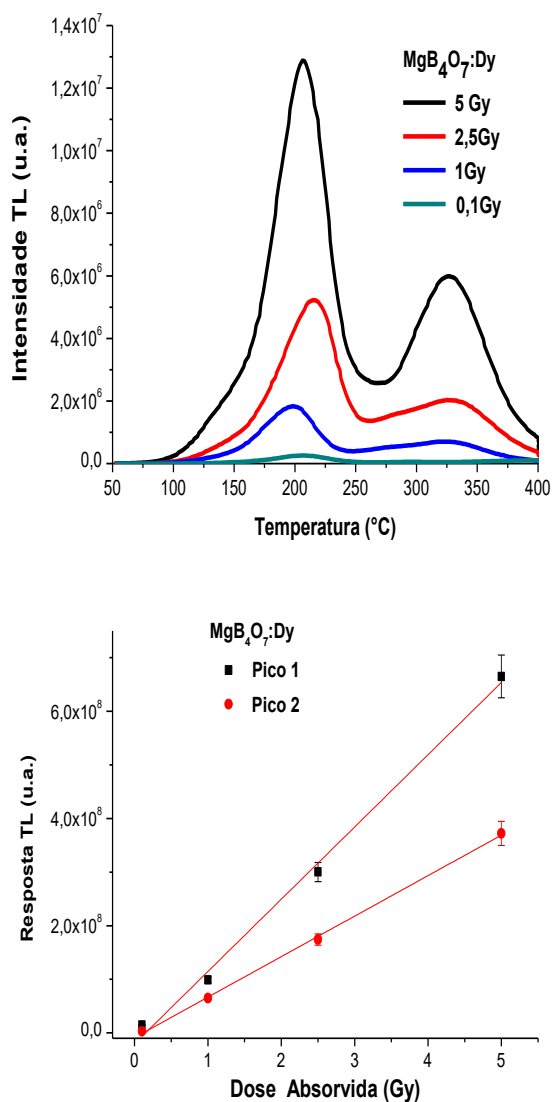 1,4x10⁷
1,2x10⁷
1,0x10⁷
8,0x10⁶
6,0x10⁶
4,0x10⁶
2,0x10⁶
0,0
Intensidade TL (u.a.)
MgB₄O₇:Dy
5 Gy
2,5Gy
1Gy
0,1Gy
50 100 150 200 250 300 350 400
Temperatura (°C)
MgB₄O₇:Dy
Pico 1
Pico 2
6,0x10⁸
4,0x10⁸
2,0x10⁸
0,0
Resposta TL (u.a.)
0 1 2 3 4 5
Dose Absorvida (Gy)